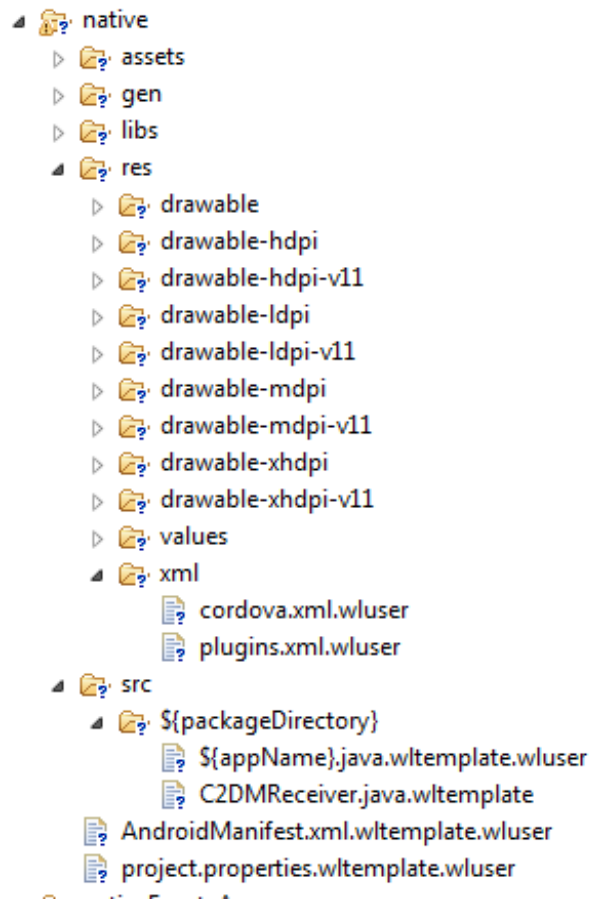 native
assets
gen
libs
res
drawable
drawable-hdpi
drawable-hdpi-v11
drawable-ldpi
drawable-ldpi-v11
drawable-mdpi
drawable-mdpi-v11
drawable-xhdpi
drawable-xhdpi-v11
values
xml
cordova.xml.wluser
plugins.xml.wluser
src
${packageDirectory}
${appName}.java.wltemplate.wluser
C2DMReceiver.java.wltemplate
AndroidManifest.xml.wltemplate.wluser
project.properties.wltemplate.wluser